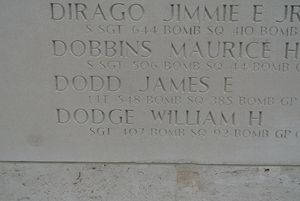 DIRAGO JIMMIE E JR
S SGT 644 BOMB SQ 410 BOMB
DOBBINS MAURICE H
S SGT 506 BOMB SQ 44 BOMB G
DODD JAMES E
1 LT 548 BOMB SQ 385 BOMB GP
DODGE WILLIAM H
SGT 407 BOMB SQ 92 BOMB GP (